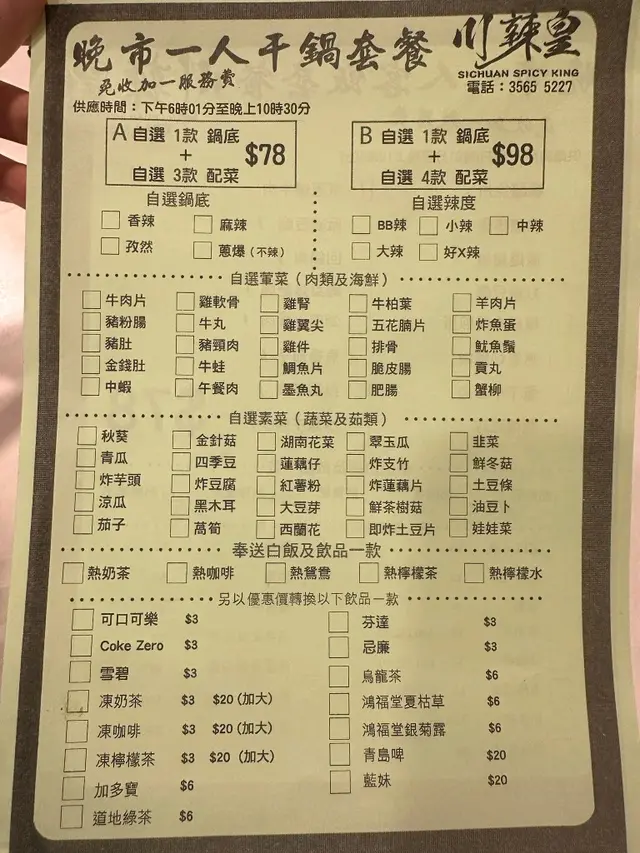 晚市一人干鍋套餐
川辣皇
SICHUAN SPICY KING
免收加一服務費
電話：3565 5227
供應時間：下午6時01分至晚上10時30分
A 自選 1款 鍋底 + 自選 3款 配菜 $78
B 自選 1款 鍋底 + 自選 4款 配菜 $98
自選鍋底
香辣 麻辣
孜然 蔥爆（不辣）
自選辣度
BB辣 小辣 中辣
大辣 好X辣
自選葷菜（肉類及海鮮）
牛肉片 雞軟骨 雞腎 牛柏葉 羊肉片
豬粉腸 牛丸 雞翼尖 五花腩片 炸魚蛋
豬肚 豬頸肉 雞件 排骨 魷魚鬚
金錢肚 牛蛙 鯛魚片 脆皮腸 貢丸
中蝦 午餐肉 墨魚丸 肥腸 蟹柳
自選素菜（蔬菜及茹類）
秋葵 金針菇 湖南花菜 翠玉瓜 韭菜
青瓜 四季豆 蓮藕仔 炸支竹 鮮冬菇
炸芋頭 炸豆腐 紅薯粉 炸蓮藕片 土豆條
涼瓜 黑木耳 大豆芽 鮮茶樹菇 油豆卜
茄子 萵筍 西蘭花 即炸土豆片 娃娃菜
奉送白飯及飲品一款
熱奶茶 熱咖啡 熱鴛鴦 熱檸檬茶 熱檸檬水
另以優惠價轉換以下飲品一款
可口可樂 $3
Coke Zero $3
雪碧 $3
凍奶茶 $3 $20（加大）
凍咖啡 $3 $20（加大）
凍檸檬茶 $3 $20（加大）
加多寶 $6
道地綠茶 $6
芬達 $3
忌廉 $3
烏龍茶 $6
鴻福堂夏枯草 $6
鴻福堂銀菊露 $6
青島啤 $20
藍妹 $20